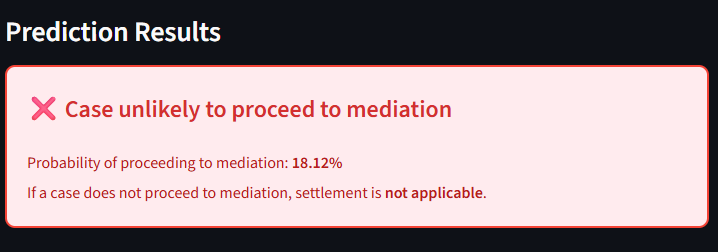 Prediction Results
❌ Case unlikely to proceed to mediation
Probability of proceeding to mediation: 18.12%
If a case does not proceed to mediation, settlement is not applicable.